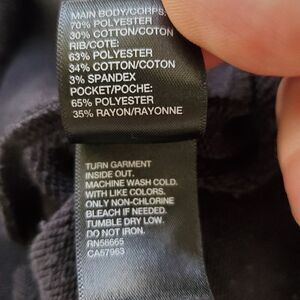 MAIN BODY/CORPS:
70% POLYESTER
30% COTTON/COTON
RIB/COTE:
63% POLYESTER
34% COTTON/COTON
3% SPANDEX
POCKET/POCHE:
65% POLYESTER
35% RAYON/RAYONNE
TURN GARMENT
INSIDE OUT.
MACHINE WASH COLD.
WITH LIKE COLORS.
ONLY NON-CHLORINE
BLEACH IF NEEDED.
TUMBLE DRY LOW.
DO NOT IRON.
RN56665
CA57963